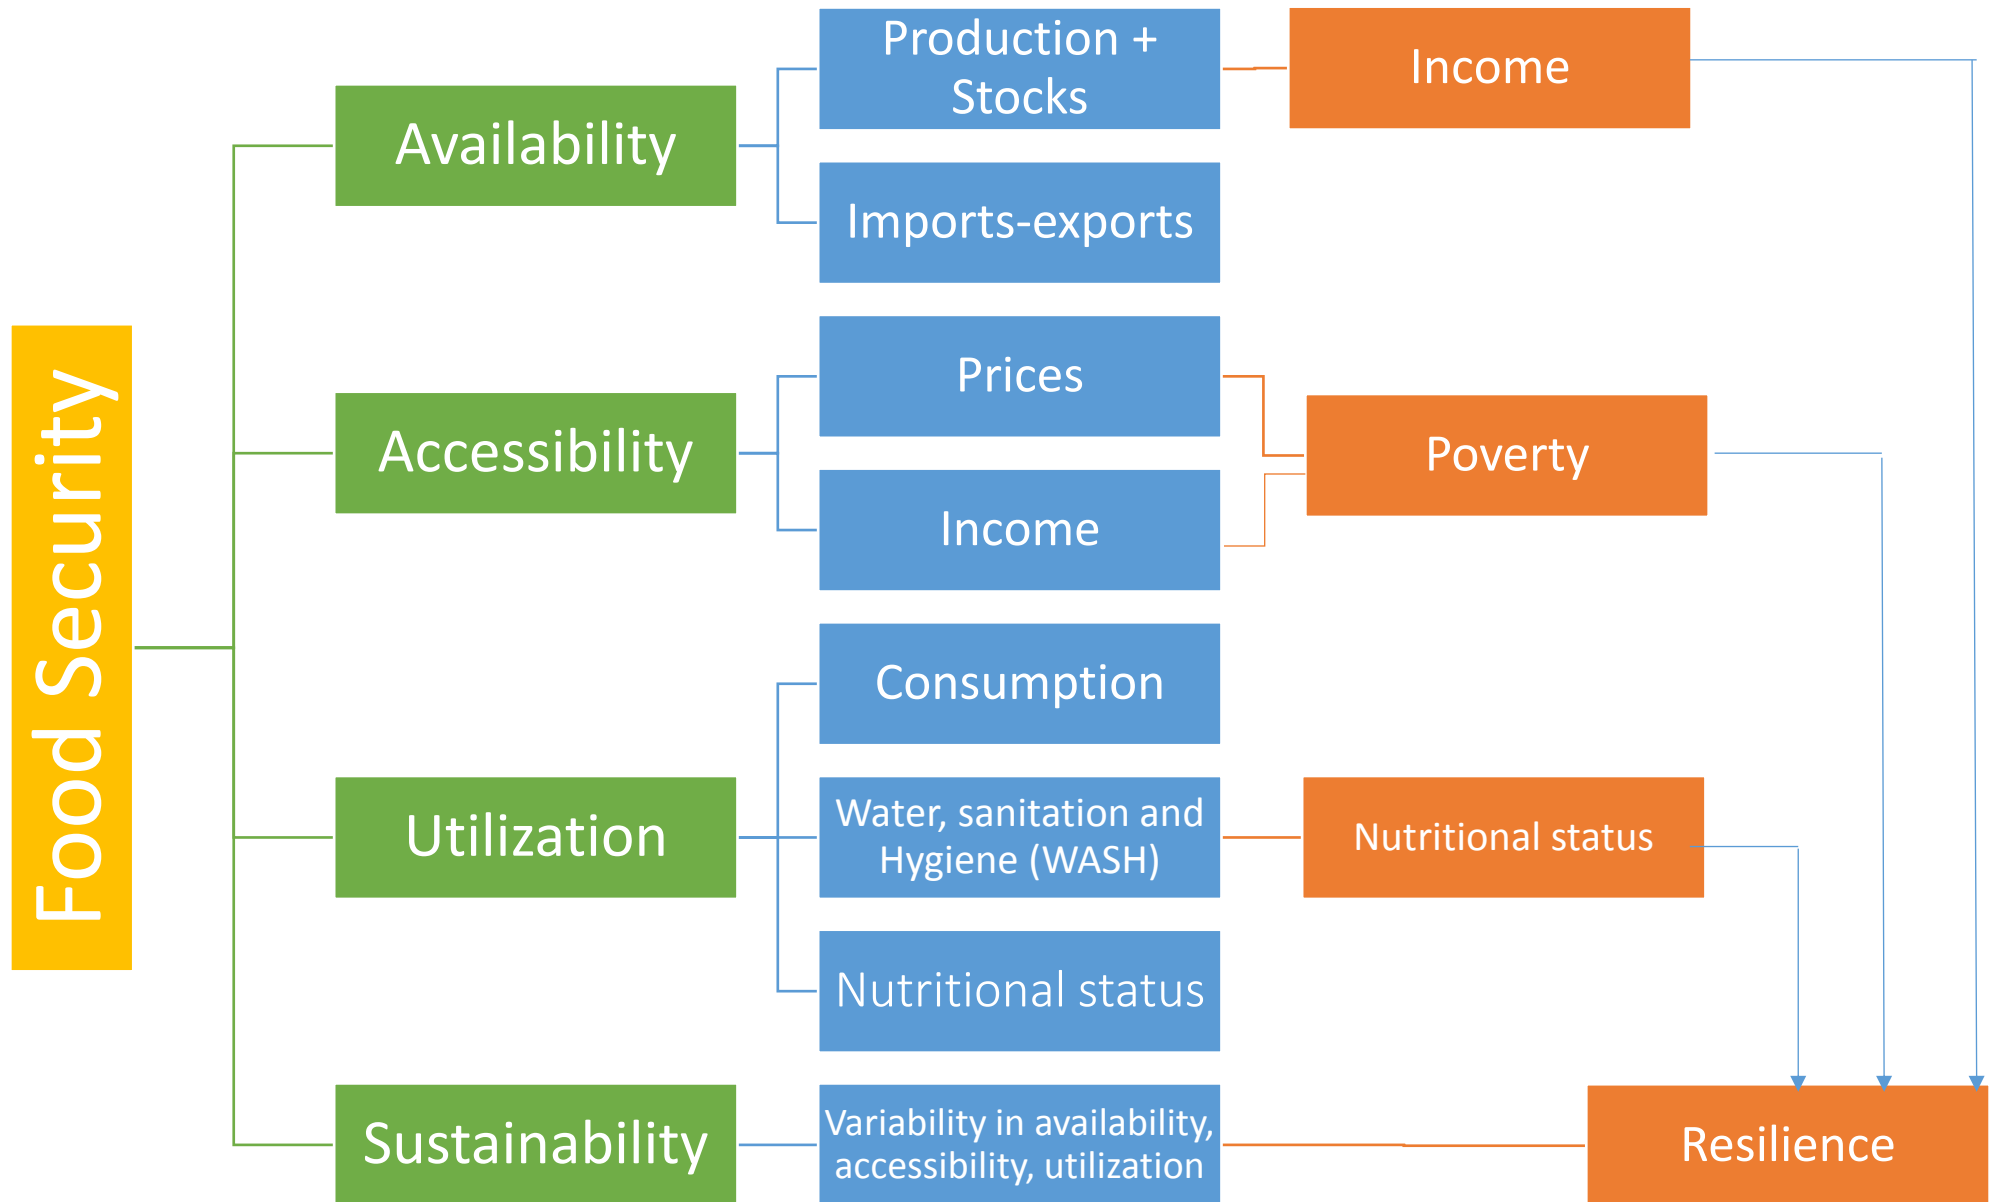 Food Security
Availability
Production +
Stocks
Income
Imports-exports
Accessibility
Prices
Income
Poverty
Utilization
Consumption
Water, sanitation and
Hygiene (WASH)
Nutritional status
Nutritional status
Sustainability
Variability in availability,
accessibility, utilization
Resilience